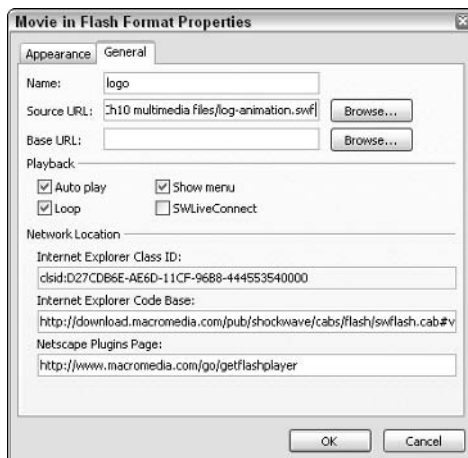 Movie in Flash Format Properties
Appearance General
Name: logo
Source URL: Ch10 multimedia files/log-animation.swf Browse...
Base URL: Browse...
Playback
Auto play Show menu
Loop SWLiveConnect
Network Location
Internet Explorer Class ID:
clsid:D27CDB6E-AE6D-11CF-96B8-444553540000
Internet Explorer Code Base:
http://download.macromedia.com/pub/shockwave/cabs/flash/swflash.cab#v
Netscape Plugins Page:
http://www.macromedia.com/go/getflashplayer
OK Cancel